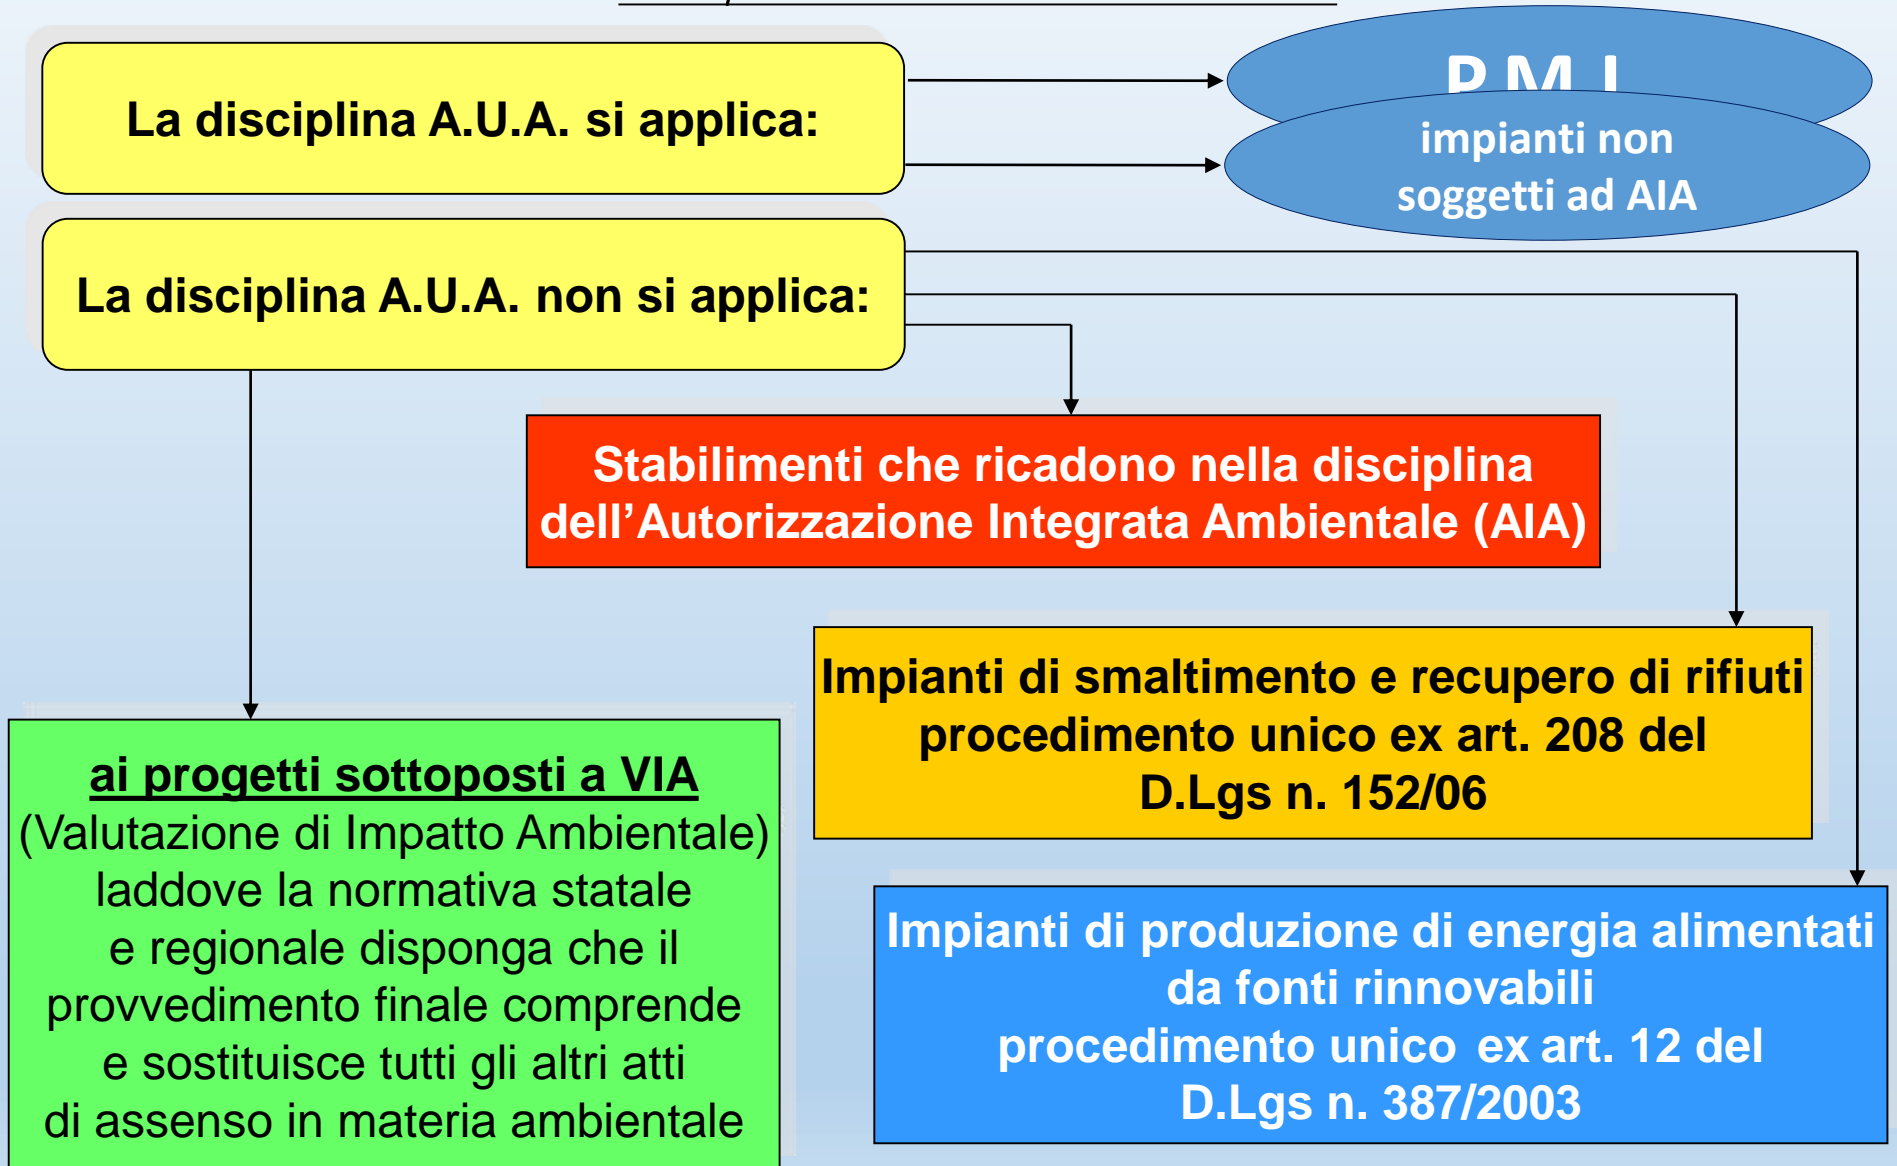 La disciplina A.U.A. si applica:
P.M.I.
impianti non
soggetti ad AIA
La disciplina A.U.A. non si applica:
Stabilimenti che ricadono nella disciplina
dell’Autorizzazione Integrata Ambientale (AIA)
Impianti di smaltimento e recupero di rifiuti
procedimento unico ex art. 208 del
D.Lgs n. 152/06
ai progetti sottoposti a VIA
(Valutazione di Impatto Ambientale)
laddove la normativa statale
e regionale disponga che il
provvedimento finale comprende
e sostituisce tutti gli altri atti
di assenso in materia ambientale
Impianti di produzione di energia alimentati
da fonti rinnovabili
procedimento unico ex art. 12 del
D.Lgs n. 387/2003